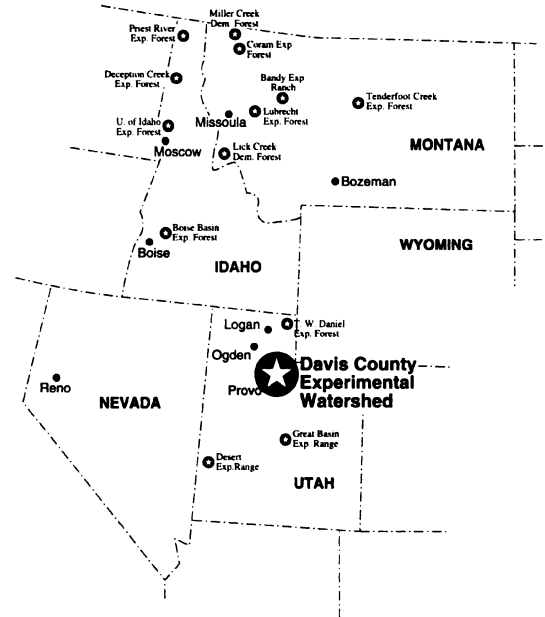 Miller Creek
Dem. Forest
Priest River
Exp. Forest
Coram Exp
Forest
Deception Creek
Exp. Forest
Bandy Exp
Ranch
Tenderfoot Creek
Exp. Forest
Lubrecht
Exp. Forest
Missoula
U. of Idaho
Exp. Forest
Moscow
MONTANA
Lick Creek
Dem. Forest
Bozeman
Boise Basin
Exp. Forest
Boise
WYOMING
IDAHO
Logan
T. W. Daniel
Exp. Forest
Ogden
Davis County
Experimental
Watershed
Provo
Reno
NEVADA
Great Basin
Exp. Range
Desert
Exp.Range
UTAH